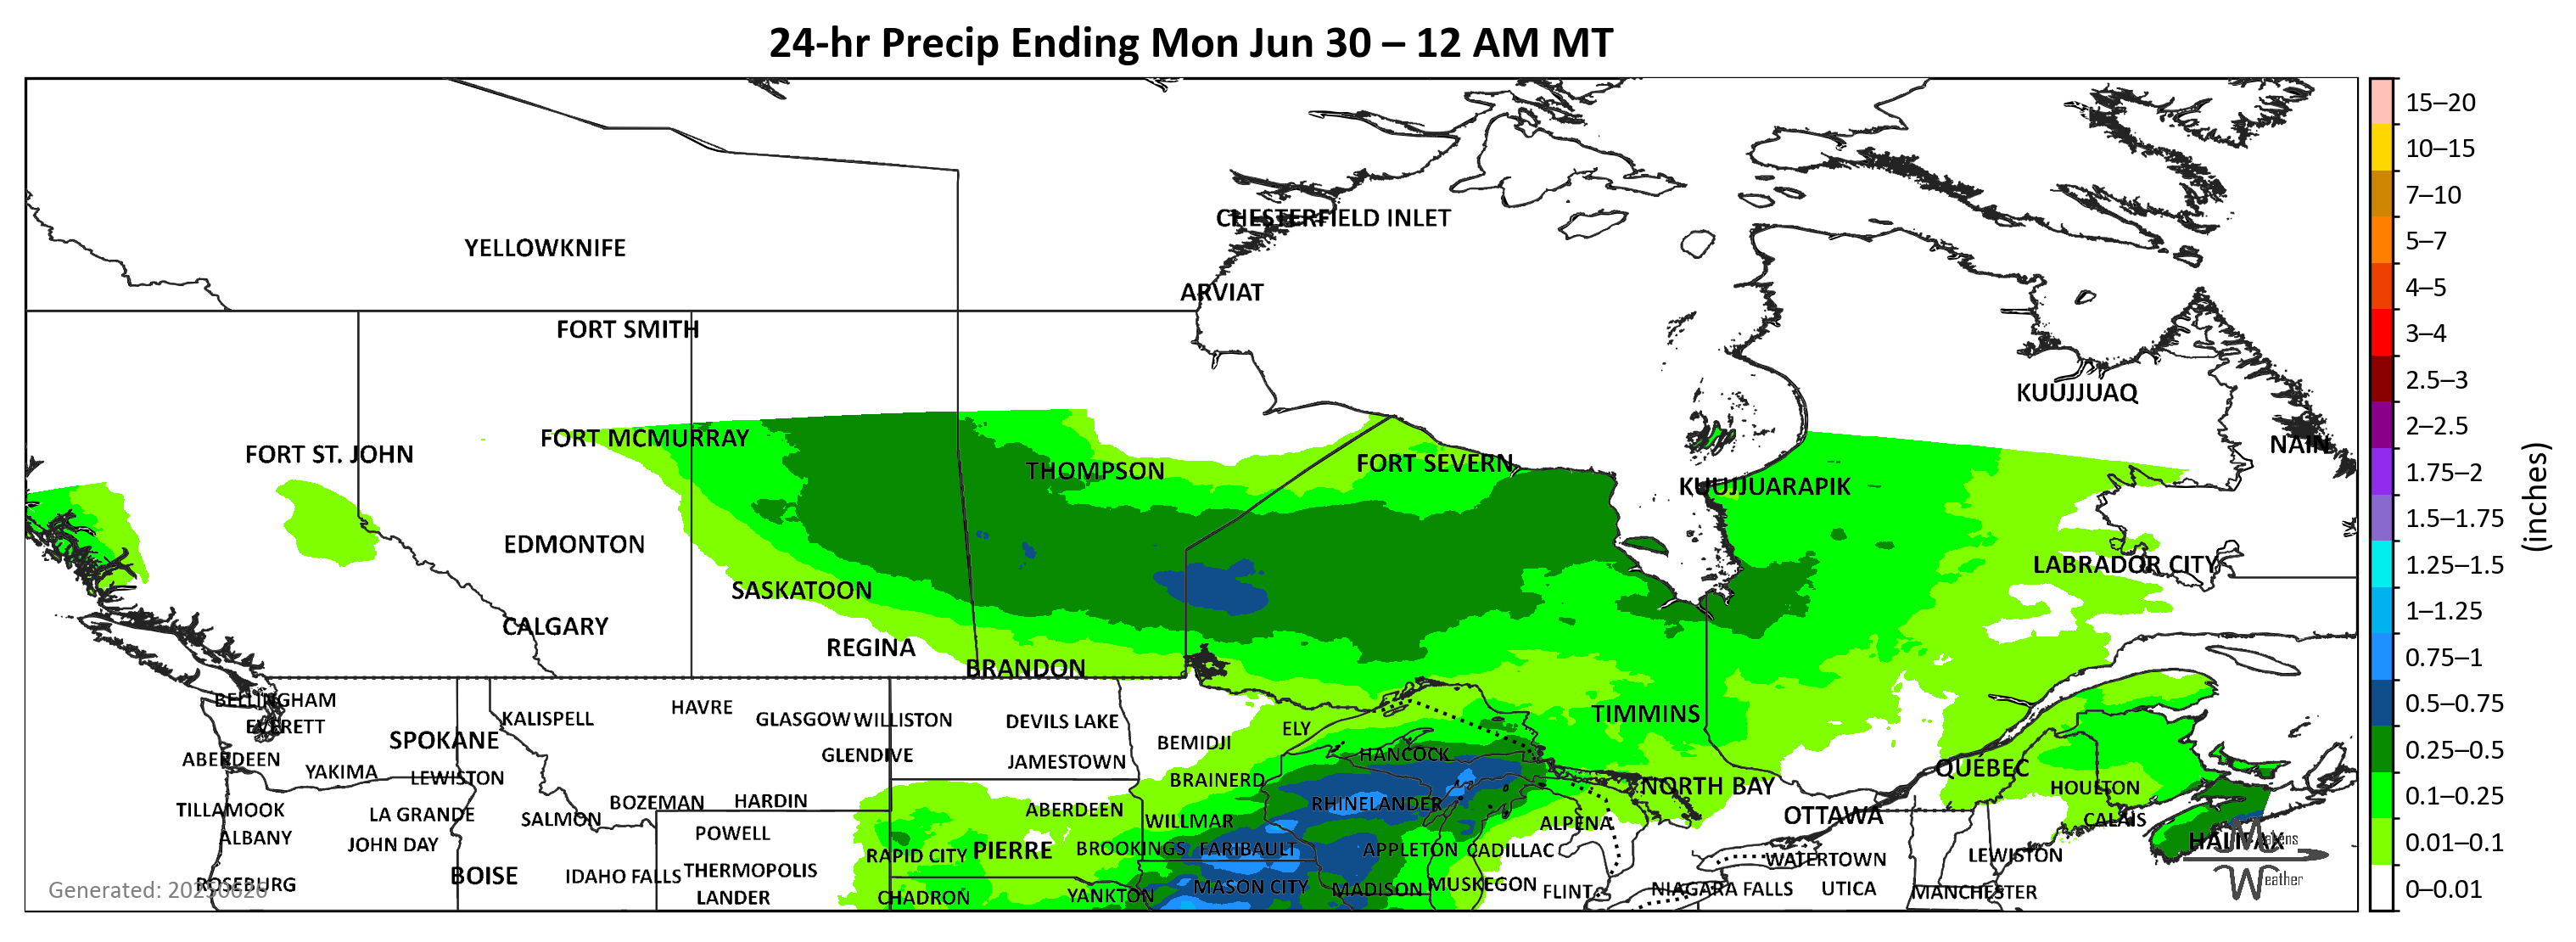 24-hr Precip Ending Mon Jun 30 – 12 AM MT
CHESTERFIELD INLET
YELLOWKNIFE
ARVIAT
FORT SMITH
KUUJJUAQ
FORT MCMURRAY
NAIN
FORT ST. JOHN
THOMPSON
FORT SEVERN
KUUJJUARAPIK
EDMONTON
LABRADOR CITY
SASKATOON
CALGARY
REGINA
BRANDON
BELLINGHAM
KALISPELL
HAVRE
GLASGOW
WILLISTON
DEVILS LAKE
TIMMINS
EVERETT
ELY
SPOKANE
BEMIDJI
GLENDIVE
HANCOCK
ABERDEEN
JAMESTOWN
QUÉBEC
YAKIMA
LEWISTON
BRAINERD
NORTH BAY
HOULTON
BOZEMAN
HARDIN
RHINELANDER
TILLAMOOK
LA GRANDE
SALMON
ABERDEEN
WILLMAR
ALPENA
OTTAWA
CALAIS
ALBANY
JOHN DAY
POWELL
HALIFAX
RAPID CITY
PIERRE
BROOKINGS
FARIBAULT
APPLETON
CADILLAC
WATERTOWN
LEWISTON
BOISE
IDAHO FALLS
THERMOPOLIS
ROSEBURG
MASON CITY
MADISON
MUSKEGON
FLINT
NIAGARA FALLS
UTICA
MANCHESTER
LANDER
CHADRON
YANKTON
Generated: 20250626
Matens
Weather
15–20
10–15
7–10
5–7
4–5
3–4
2.5–3
2–2.5
1.75–2
1.5–1.75
1.25–1.5
1–1.25
0.75–1
0.5–0.75
0.25–0.5
0.1–0.25
0.01–0.1
0–0.01
(inches)